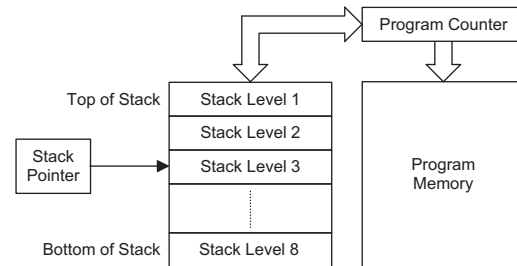 Program Counter
Top of Stack
Stack Level 1
Stack Level 2
Stack
Pointer
Stack Level 3
Program
Memory
Bottom of Stack
Stack Level 8